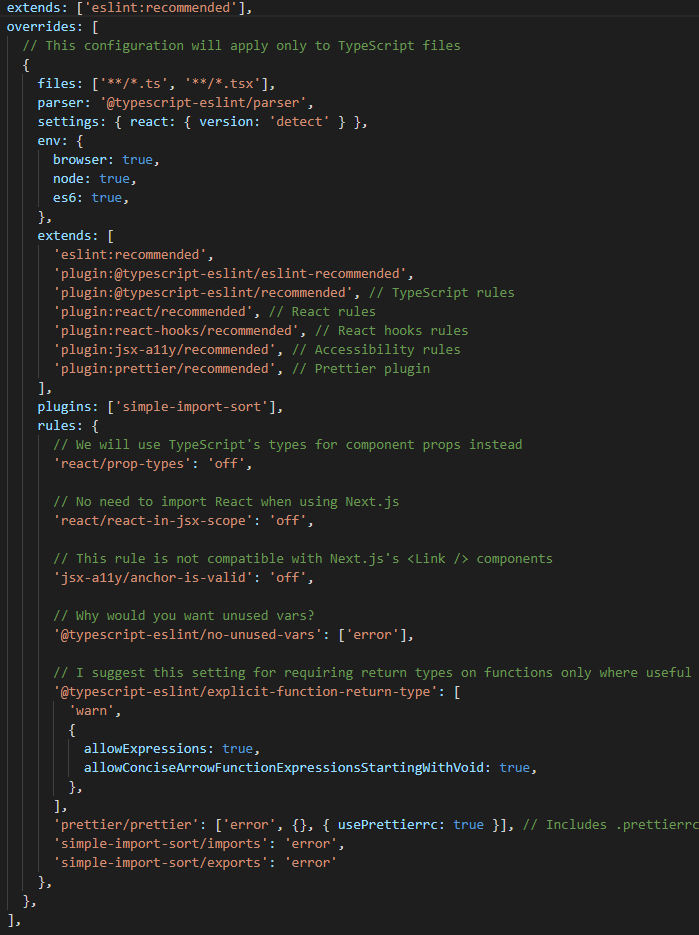 extends: ['eslint:recommended'],
overrides: [
// This configuration will apply only to TypeScript files
{
files: ['**/*.ts', '**/*.tsx'],
parser: '@typescript-eslint/parser',
settings: { react: { version: 'detect' } },
env: {
browser: true,
node: true,
es6: true,
},
extends: [
'eslint:recommended',
'plugin:@typescript-eslint/eslint-recommended',
'plugin:@typescript-eslint/recommended', // TypeScript rules
'plugin:react/recommended', // React rules
'plugin:react-hooks/recommended', // React hooks rules
'plugin:jsx-a11y/recommended', // Accessibility rules
'plugin:prettier/recommended', // Prettier plugin
],
plugins: ['simple-import-sort'],
rules: {
// We will use TypeScript's types for component props instead
'react/prop-types': 'off',
// No need to import React when using Next.js
'react/react-in-jsx-scope': 'off',
// This rule is not compatible with Next.js's <Link /> components
'jsx-a11y/anchor-is-valid': 'off',
// Why would you want unused vars?
'@typescript-eslint/no-unused-vars': ['error'],
// I suggest this setting for requiring return types on functions only where useful
'@typescript-eslint/explicit-function-return-type': [
'warn',
{
allowExpressions: true,
allowConciseArrowFunctionExpressionsStartingWithVoid: true,
},
],
'prettier/prettier': ['error', {}, { usePrettierrc: true }], // Includes .prettierrc
'simple-import-sort/imports': 'error',
'simple-import-sort/exports': 'error'
},
},
],